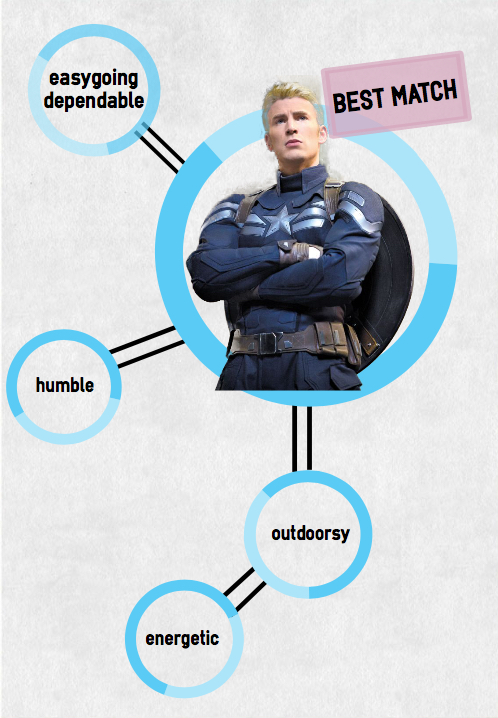 easygoing
dependable
BEST MATCH
humble
outdoorsy
energetic